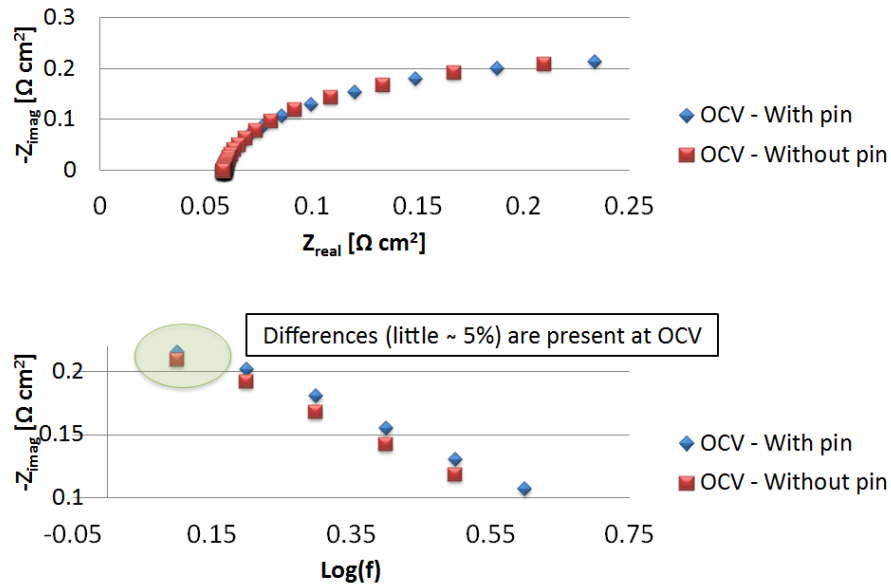 0.3
0.2
0.1
0
-Zimag [Ω cm²]
0 0.05 0.1 0.15 0.2 0.25
Zreal [Ω cm²]
OCV - With pin
OCV - Without pin
Differences (little ~ 5%) are present at OCV
0.2
0.15
0.1
-Zimag [Ω cm²]
-0.05 0.15 0.35 0.55 0.75
Log(f)
OCV - With pin
OCV - Without pin